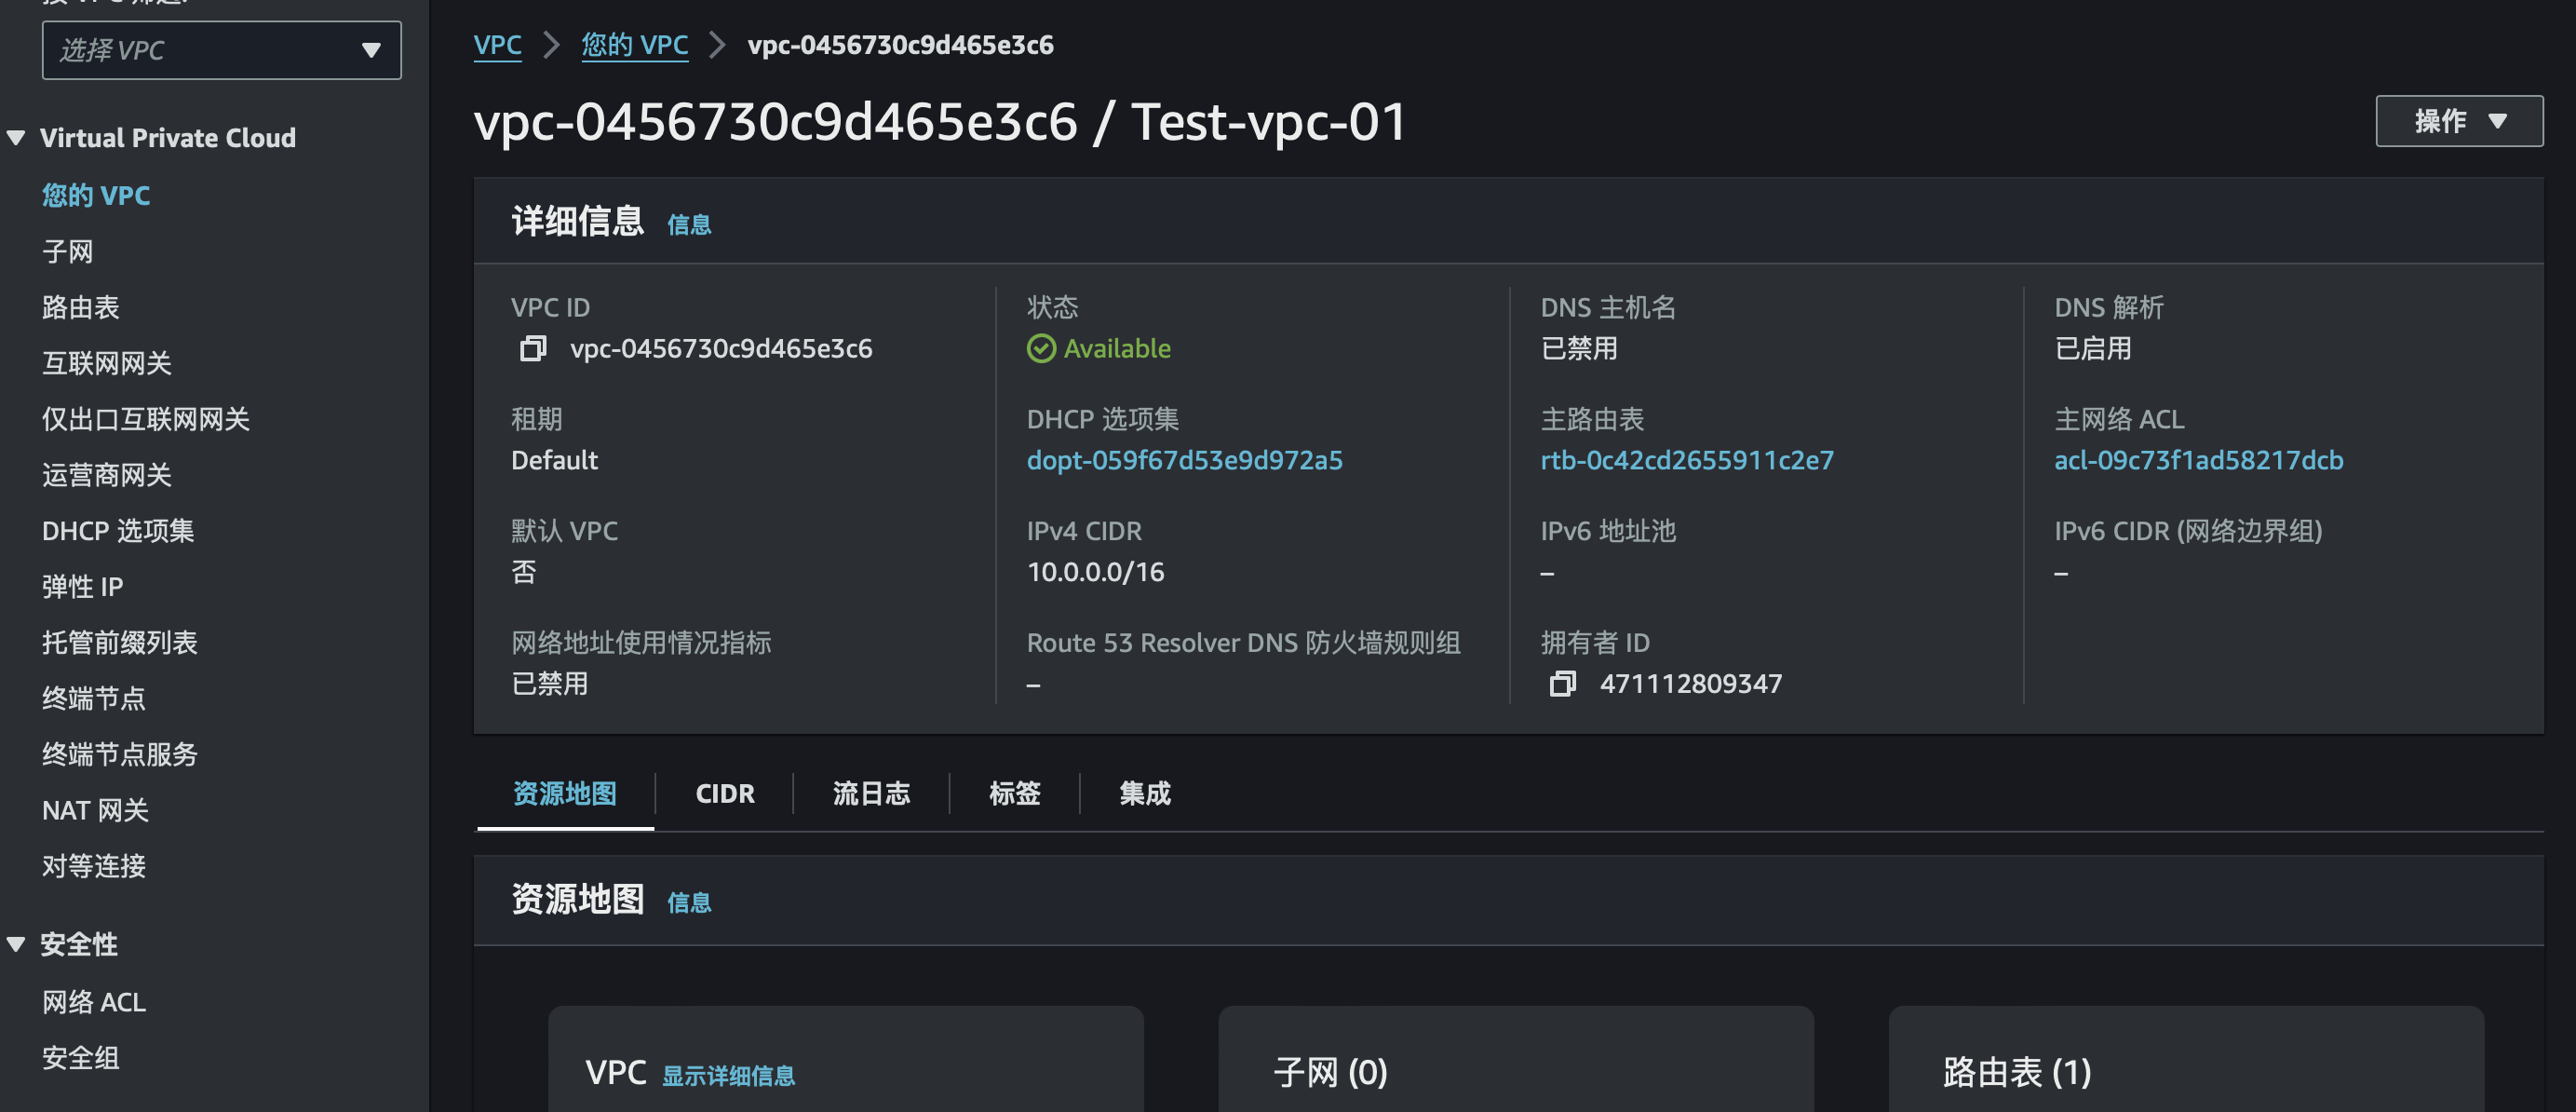 选择 VPC
Virtual Private Cloud
您的 VPC
子网
路由表
互联网网关
仅出口互联网网关
运营商网关
DHCP 选项集
弹性 IP
托管前缀列表
终端节点
终端节点服务
NAT 网关
对等连接
安全性
网络 ACL
安全组
VPC > 您的 VPC > vpc-0456730c9d465e3c6
vpc-0456730c9d465e3c6 / Test-vpc-01
操作
详细信息 信息
VPC ID
vpc-0456730c9d465e3c6
状态
Available
DNS 主机名
已禁用
DNS 解析
已启用
租期
Default
DHCP 选项集
dopt-059f67d53e9d972a5
主路由表
rtb-0c42cd2655911c2e7
主网络 ACL
acl-09c73f1ad58217dcb
默认 VPC
否
IPv4 CIDR
10.0.0.0/16
IPv6 地址池
–
IPv6 CIDR (网络边界组)
–
网络地址使用情况指标
已禁用
Route 53 Resolver DNS 防火墙规则组
–
拥有者 ID
471112809347
资源地图 CIDR 流日志 标签 集成
资源地图 信息
VPC 显示详细信息
子网 (0)
路由表 (1)